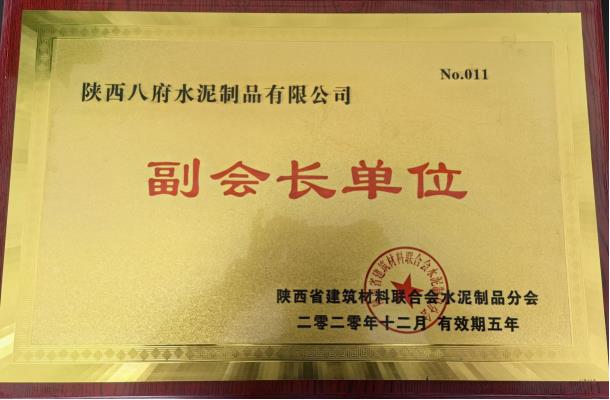 No.011
陕西八府水泥制品有限公司
副会长单位
陕西省建筑材料联合会水泥制品分会
二零二零年十二月 有效期五年